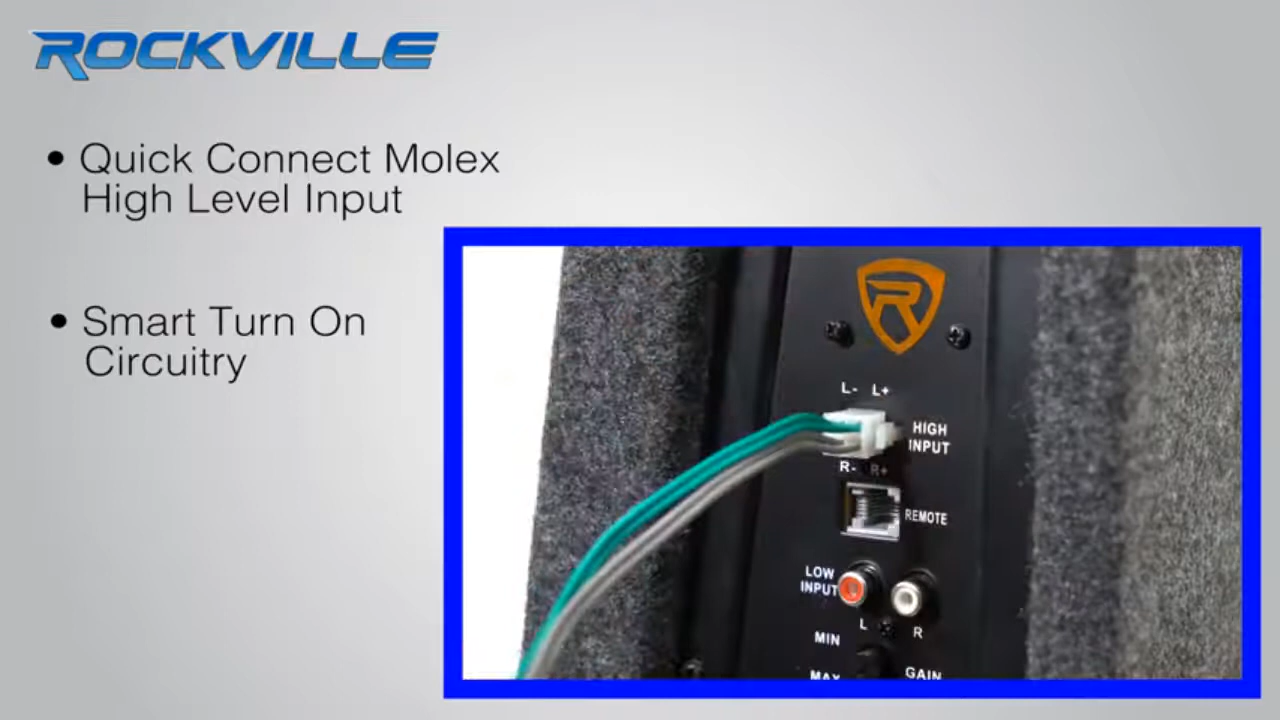 ROCKVILLE
• Quick Connect Molex
High Level Input
• Smart Turn On
Circuitry
R
L- L+
HIGH
INPUT
R- R+
REMOTE
LOW
INPUT
L R
MIN
MAX GAIN